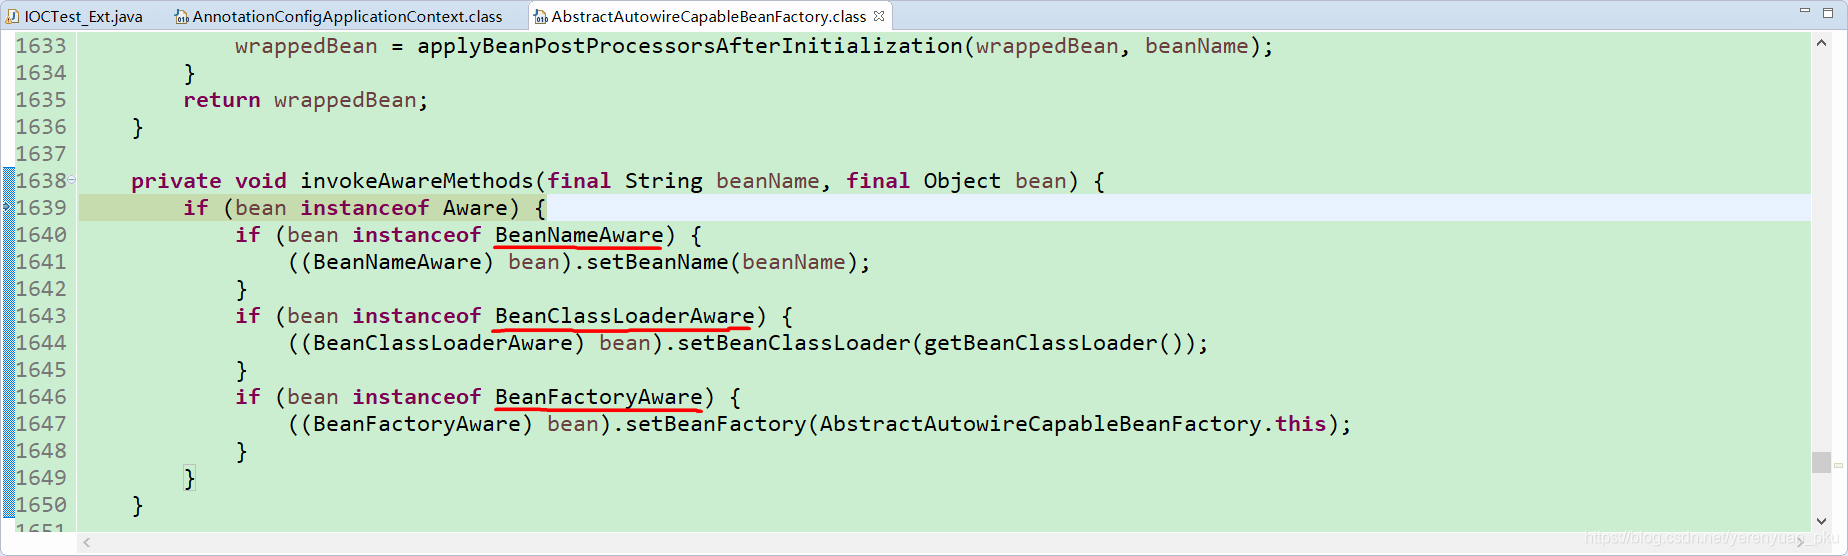 IOCTest_Ext.java AnnotationConfigApplicationContext.class AbstractAutowireCapableBeanFactory.class
1633 wrappedBean = applyBeanPostProcessorsAfterInitialization(wrappedBean, beanName);
1634 }
1635 return wrappedBean;
1636 }
1637
1638 private void invokeAwareMethods(final String beanName, final Object bean) {
1639 if (bean instanceof Aware) {
1640 if (bean instanceof BeanNameAware) {
1641 ((BeanNameAware) bean).setBeanName(beanName);
1642 }
1643 if (bean instanceof BeanClassLoaderAware) {
1644 ((BeanClassLoaderAware) bean).setBeanClassLoader(getBeanClassLoader());
1645 }
1646 if (bean instanceof BeanFactoryAware) {
1647 ((BeanFactoryAware) bean).setBeanFactory(AbstractAutowireCapableBeanFactory.this);
1648 }
1649 }
1650 }
1651
https://blog.csdn.net/yerenyuan_pku